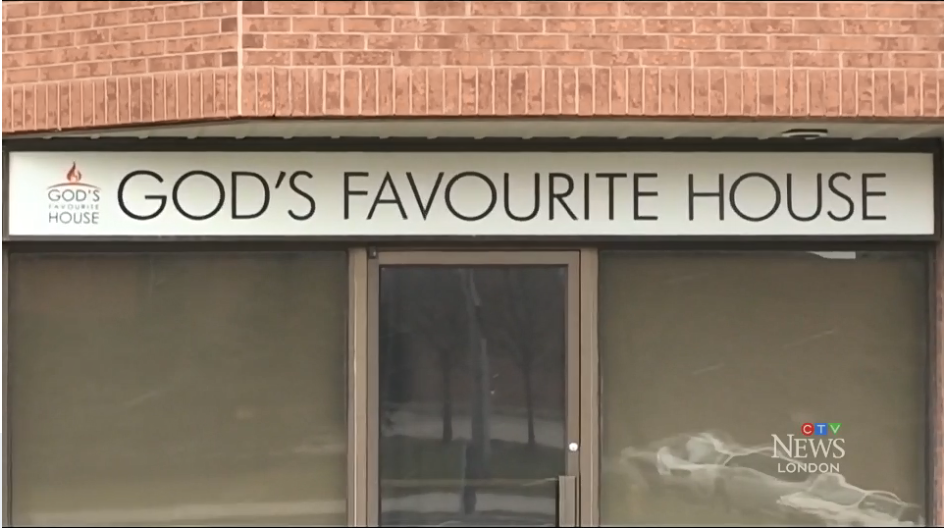 GOD'S
FAVOURITE
HOUSE
GOD'S FAVOURITE HOUSE
CTV
NEWS
LONDON